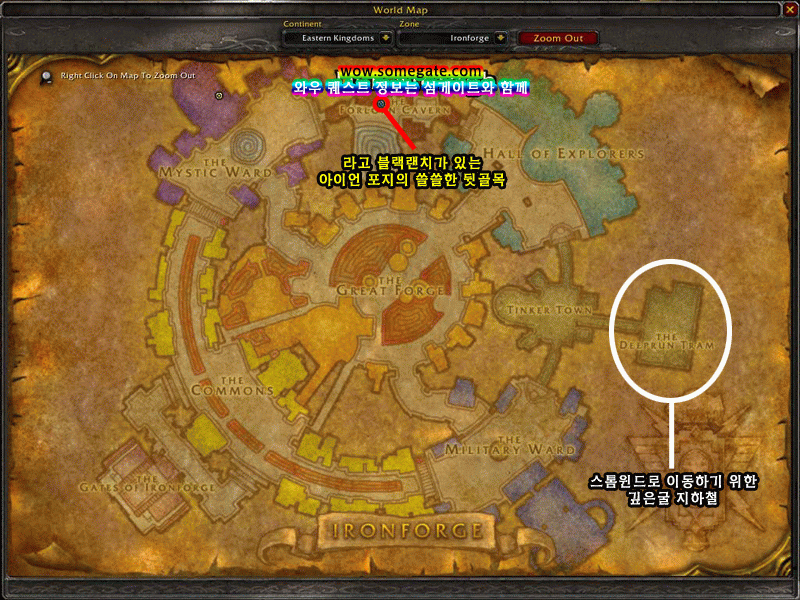 World Map
Continent
Zone
Eastern Kingdoms
Ironforge
Zoom Out
Right Click On Map To Zoom Out
www.somegate.com
와우 퀘스트 정보는 섬게이트와 함께
THE
FORLORN CAVERN
라고 블랙랜치가 있는
아이언 포지의 쓸쓸한 뒷골목
HALL OF EXPLORERS
THE
MYSTIC WARD
THE
GREAT FORGE
TINKER TOWN
THE
DEEPRUN TRAM
THE
COMMONS
THE
MILITARY WARD
THE
GATES OF IRONFORGE
스톰윈드로 이동하기 위한
깊은굴 지하철
IRONFORGE